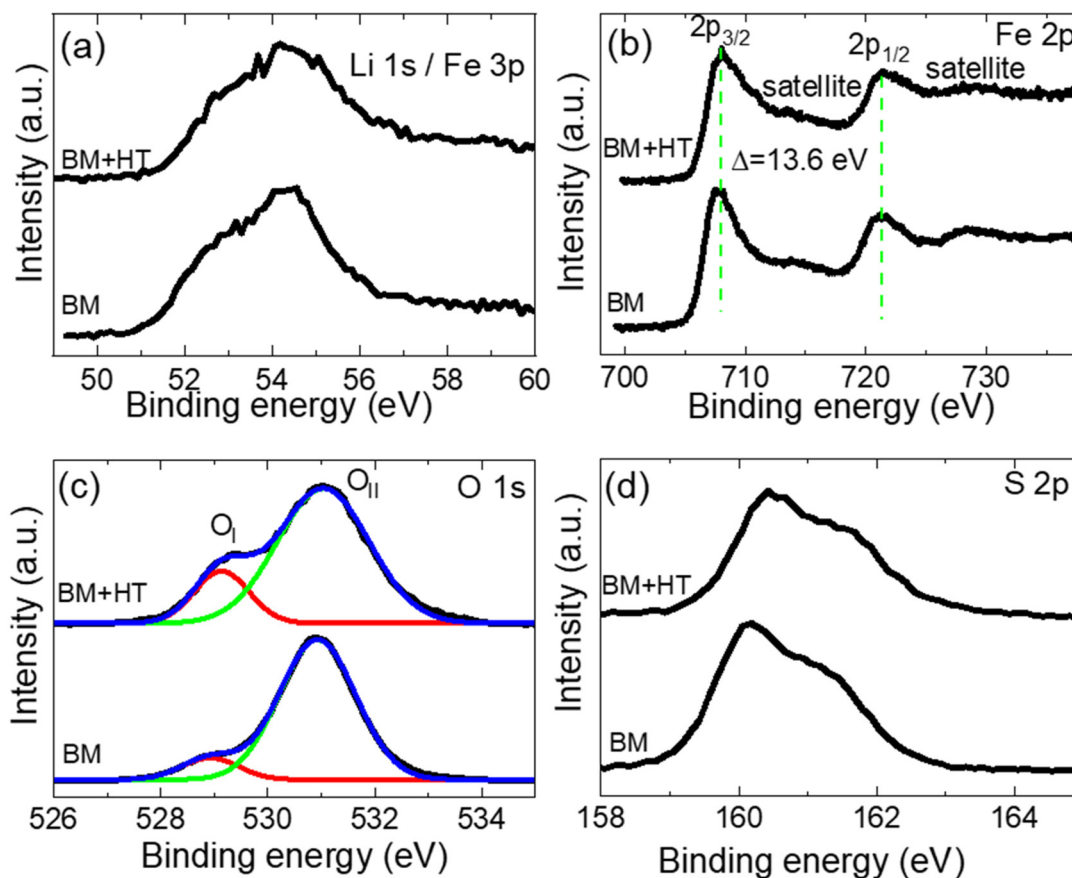 (a)
Li 1s / Fe 3p
BM+HT
BM
Intensity (a.u.)
50 52 54 56 58 60
Binding energy (eV)
(b)
2p3/2
2p1/2
Fe 2p
satellite
satellite
BM+HT
Δ=13.6 eV
BM
Intensity (a.u.)
700 710 720 730
Binding energy (eV)
(c)
O 1s
OI
OII
BM+HT
BM
Intensity (a.u.)
526 528 530 532 534
Binding energy (eV)
(d)
S 2p
BM+HT
BM
Intensity (a.u.)
158 160 162 164
Binding energy (eV)